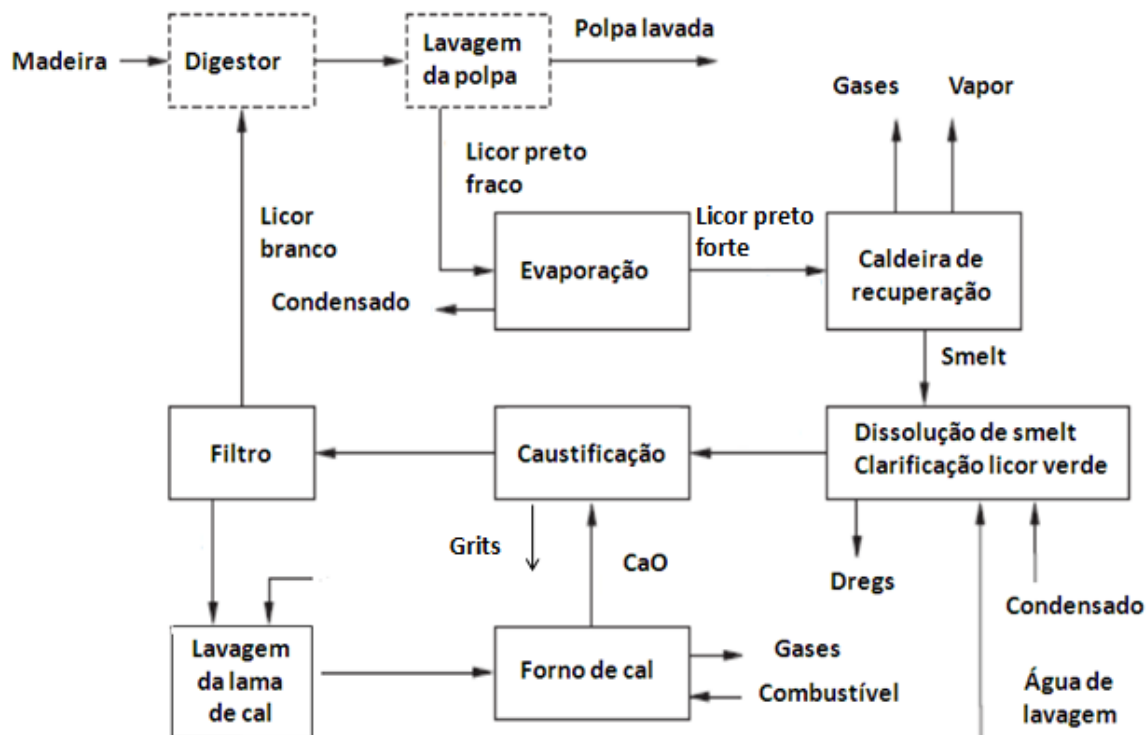 Madeira
Digestor
Lavagem
da polpa
Polpa lavada
Gases
Vapor
Licor preto
fraco
Licor
branco
Evaporação
Licor preto
forte
Caldeira de
recuperação
Condensado
Smelt
Filtro
Caustificação
Dissolução de smelt
Clarificação licor verde
Grits
CaO
Dregs
Condensado
Lavagem
da lama
de cal
Forno de cal
Gases
Combustível
Água de
lavagem